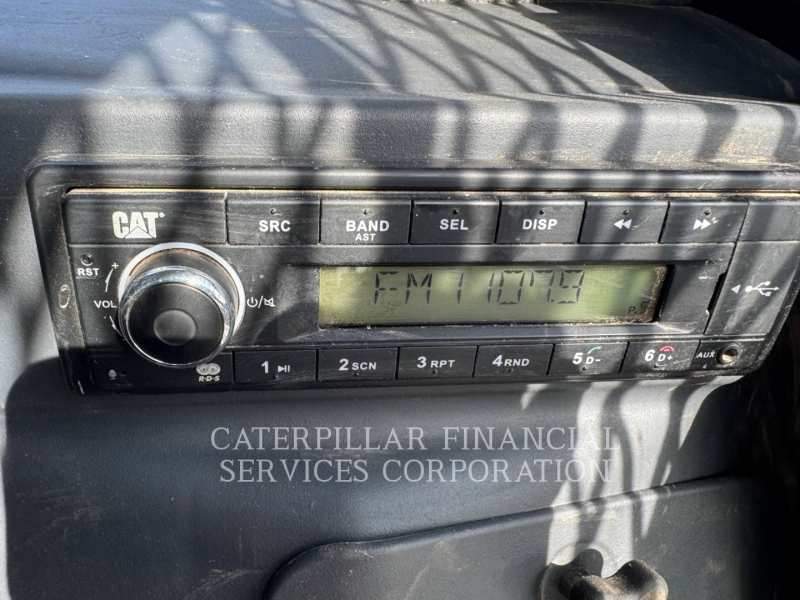 CAT
SRC
BAND
AST
SEL
DISP
RST
VOL
FM1 107.9
R·D·S
1
2 SCN
3 RPT
4 RND
5 D-
6 D+
AUX
CATERPILLAR FINANCIAL
SERVICES CORPORATION